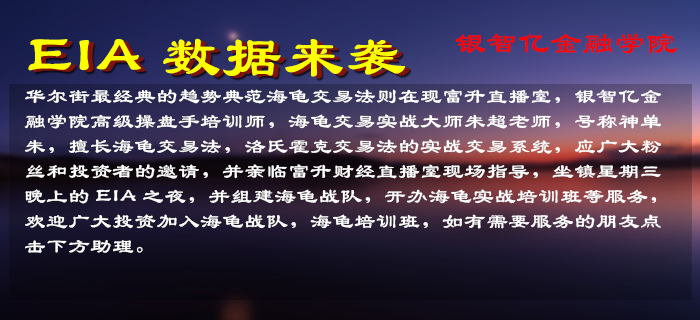 EIA 数据来袭
银智亿金融学院
华尔街最经典的趋势典范海龟交易法则在现富升直播室，银智亿金
融学院高级操盘手培训师，海龟交易实战大师朱超老师，号称神单
朱，擅长海龟交易法，洛氏霍克交易法的实战交易系统，应广大粉
丝和投资者的邀请，并亲临富升财经直播室现场指导，坐镇星期三
晚上的 EIA 之夜，并组建海龟战队，开办海龟实战培训班等服务，
欢迎广大投资加入海龟战队，海龟培训班，如有需要服务的朋友点
击下方助理。